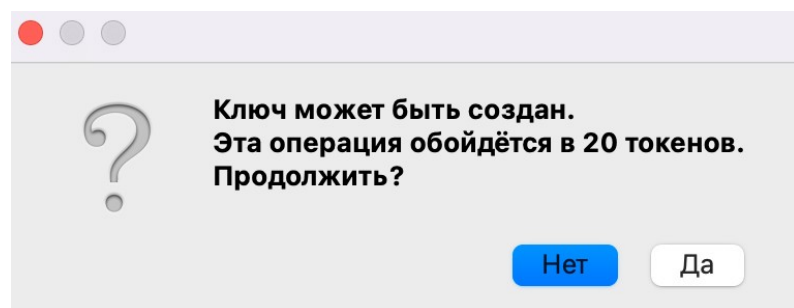 Ключ может быть создан.
Эта операция обойдётся в 20 токенов.
Продолжить?
Нет Да